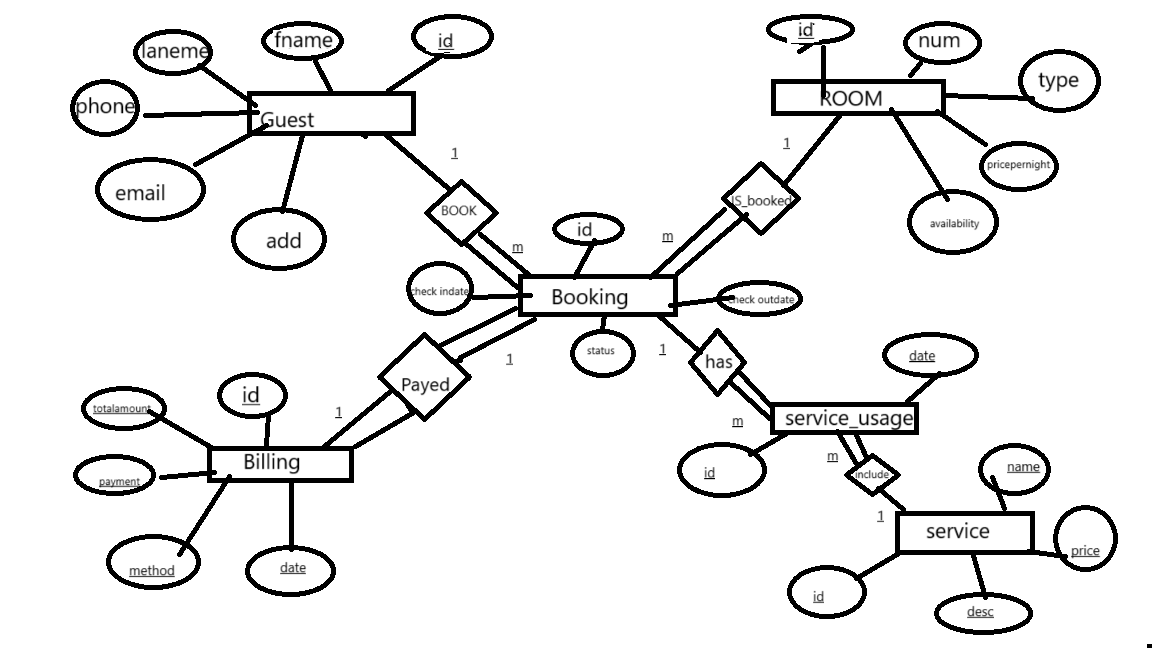 laneme
fname
id
phone
Guest
email
add
id
num
ROOM
type
pricepernight
availability
1
1
BOOK
IS_booked
m
m
id
check indate
Booking
check outdate
status
1
1
has
Payed
1
m
date
service_usage
id
m
include
1
totalamount
id
payment
Billing
method
date
name
service
price
id
desc